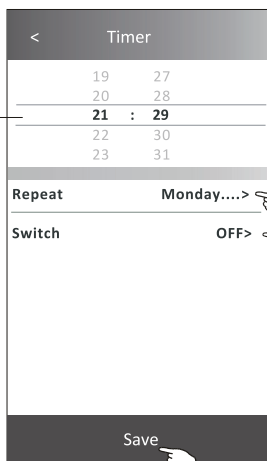 < Timer
19 27
20 28
21 : 29
22 30
23 31
Repeat Monday....>
Switch OFF>
Save